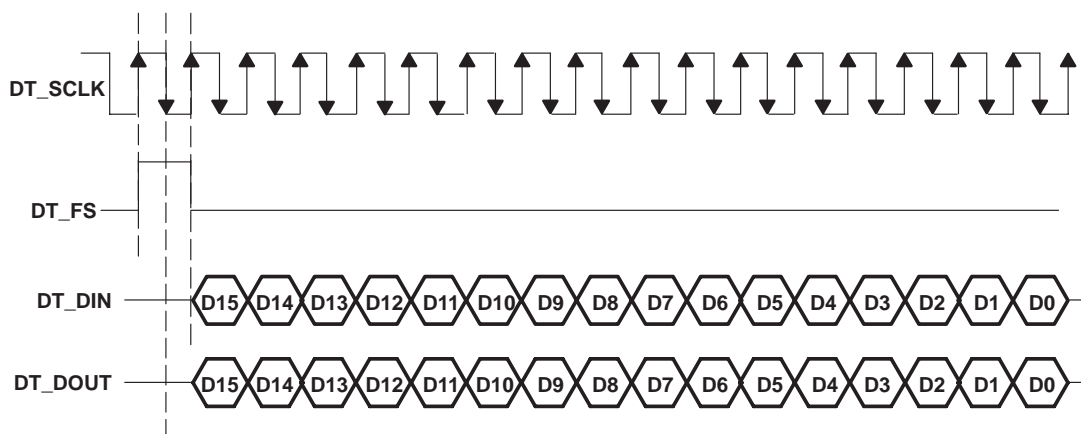 DT_SCLK
DT_FS
DT_DIN D15 D14 D13 D12 D11 D10 D9 D8 D7 D6 D5 D4 D3 D2 D1 D0
DT_DOUT D15 D14 D13 D12 D11 D10 D9 D8 D7 D6 D5 D4 D3 D2 D1 D0